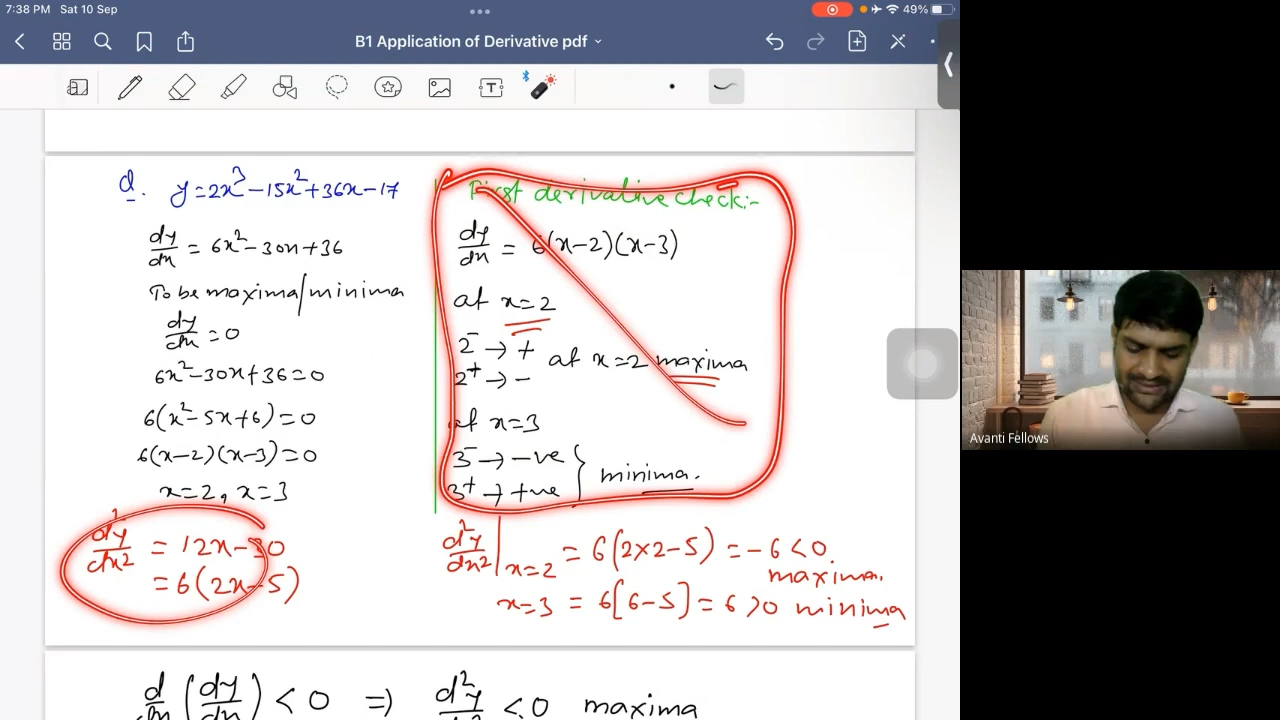 7:38 PM Sat 10 Sep
49%
B1 Application of Derivative pdf
T
Q. y = 2x³ - 15x² + 36x - 17
dy/dx = 6x² - 30x + 36
To be maxima/minima
dy/dx = 0
6x² - 30x + 36 = 0
6(x² - 5x + 6) = 0
6(x-2)(x-3) = 0
x = 2, x = 3
d²y/dx² = 12x - 30
= 6(2x - 5)
First derivative check:-
dy/dx = 6(x-2)(x-3)
at x = 2
2⁻ → +
2⁺ → -
at x = 2 maxima
at x = 3
3⁻ → -ve
3⁺ → +ve
} minima.
d²y/dx² |x=2 = 6(2×2-5) = -6 < 0
maxima.
x = 3 = 6[6-5] = 6 > 0 minima
d/dx (dy/dx) < 0 ⇒ d²y/dx² < 0 maxima
Avanti Fellows